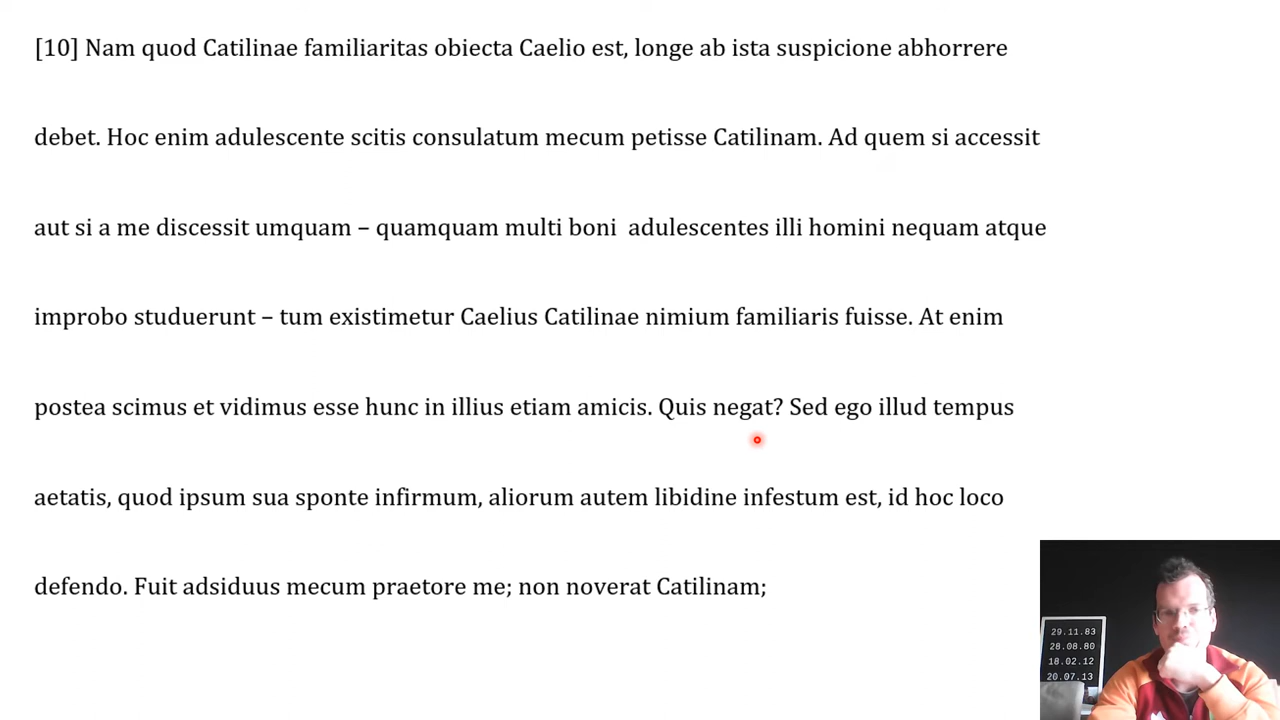 [10] Nam quod Catilinae familiaritas obiecta Caelio est, longe ab ista suspicione abhorrere
debet. Hoc enim adulescente scitis consulatum mecum petisse Catilinam. Ad quem si accessit
aut si a me discessit umquam – quamquam multi boni adulescentes illi homini nequam atque
improbo studuerunt – tum existimetur Caelius Catilinae nimium familiaris fuisse. At enim
postea scimus et vidimus esse hunc in illius etiam amicis. Quis negat? Sed ego illud tempus
aetatis, quod ipsum sua sponte infirmum, aliorum autem libidine infestum est, id hoc loco
defendo. Fuit adsiduus mecum praetore me; non noverat Catilinam;
29.11.83
28.08.80
18.02.12
20.07.13